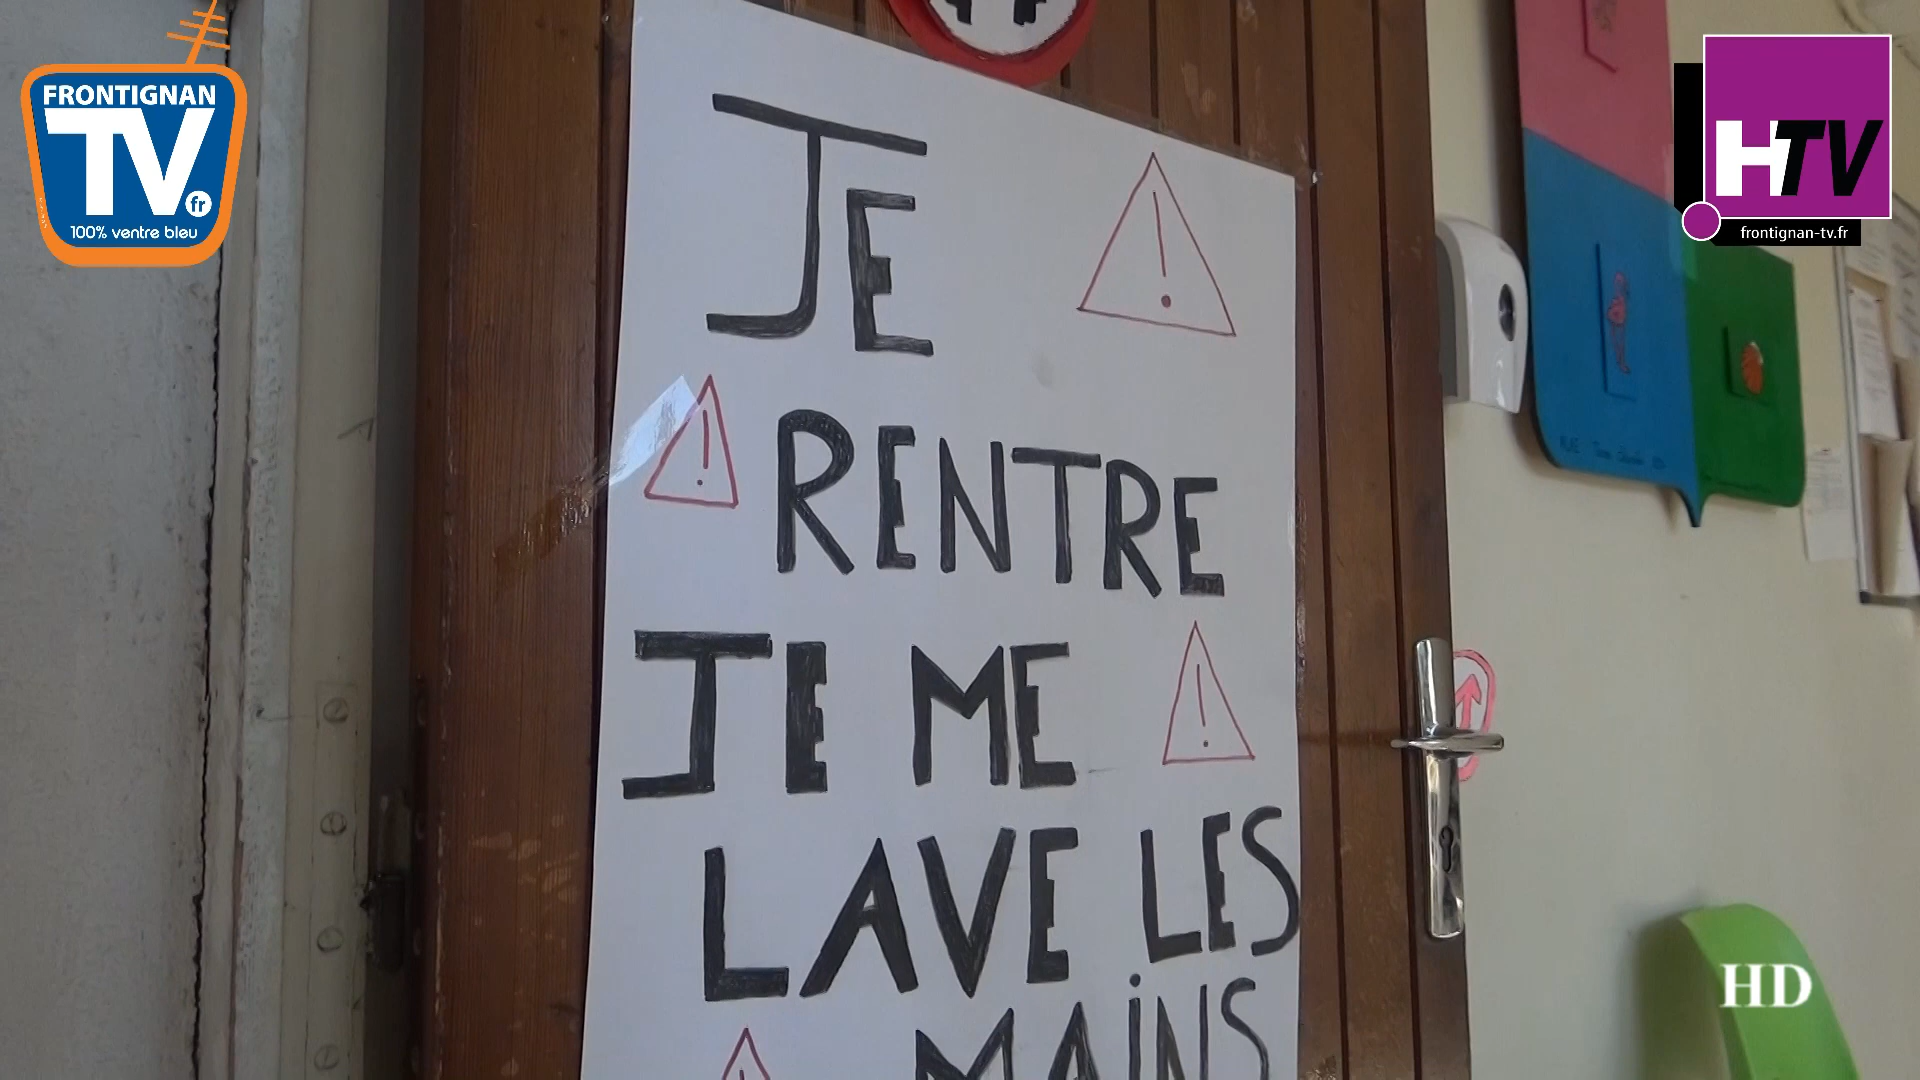 FRONTIGNAN
TV.fr
100% ventre bleu
HTV
frontignan-tv.fr
JE
RENTRE
JE ME
LAVE LES
MAiNS
HD